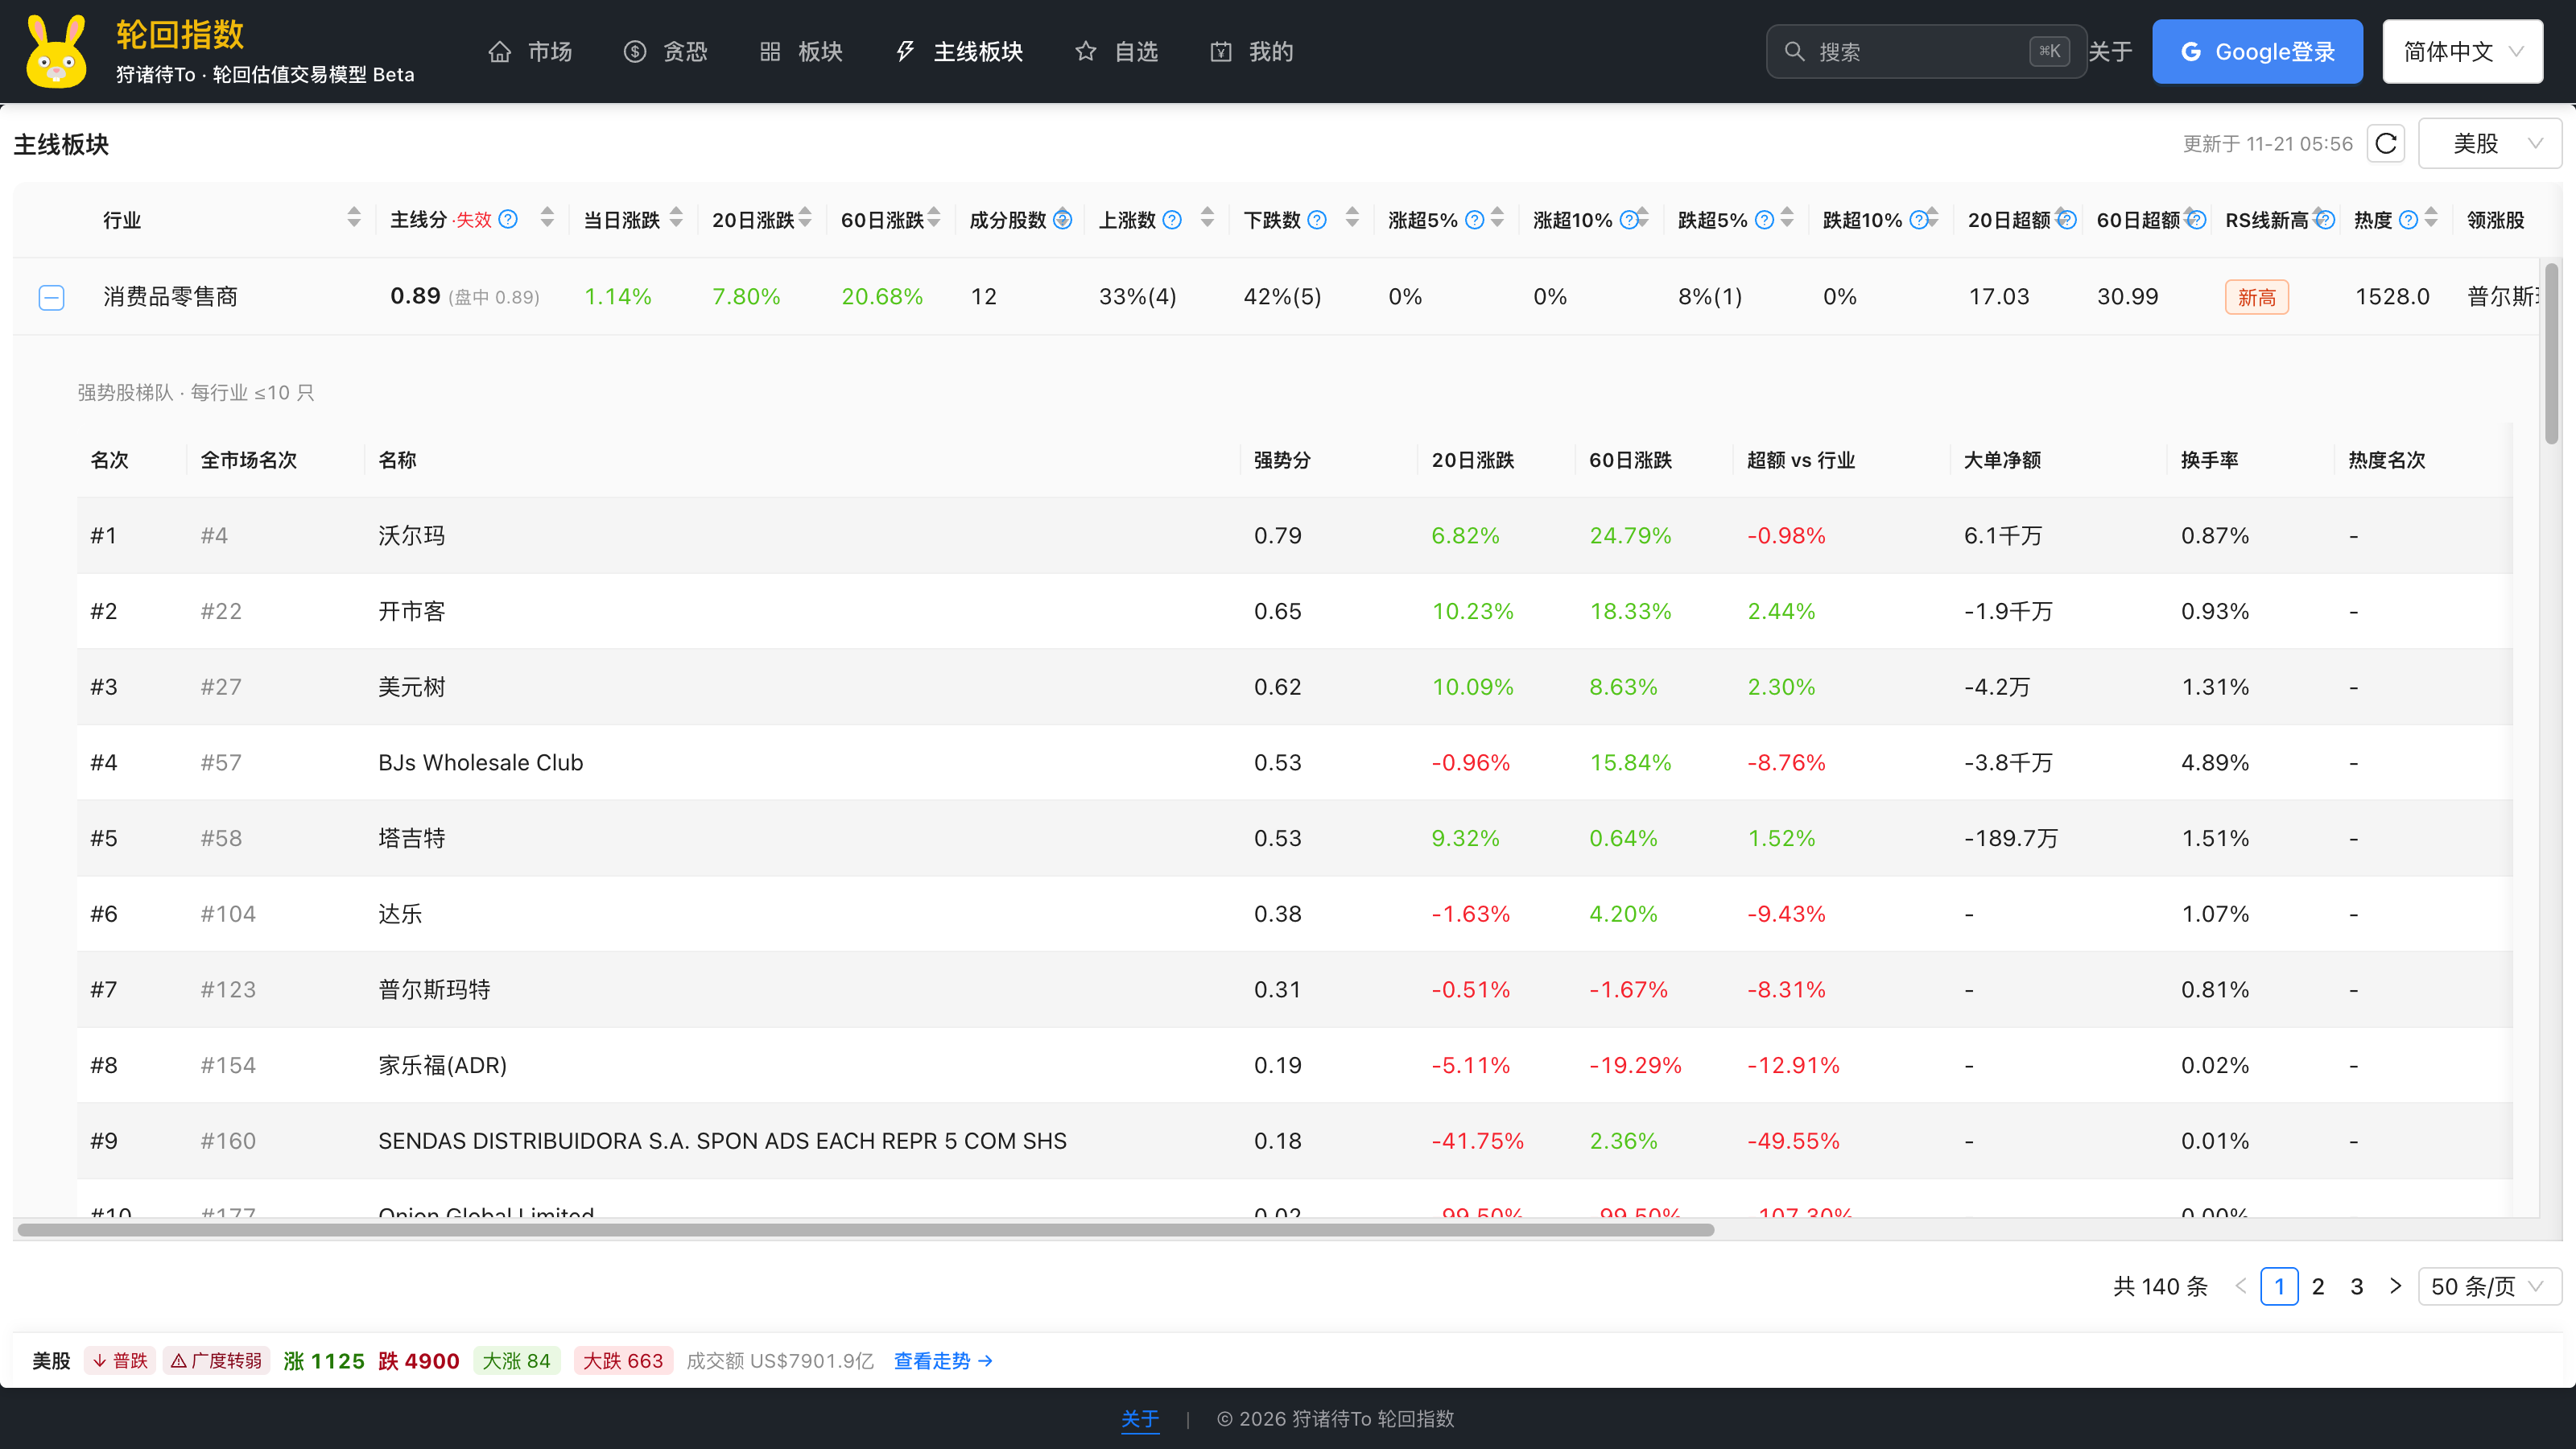 轮回指数
狩诸待To · 轮回估值交易模型 Beta
市场 贪恐 板块 主线板块 自选 我的 搜索 ⌘K 关于 Google登录 简体中文
主线板块 更新于 11-21 05:56 美股
行业 主线分 ·失效 当日涨跌 20日涨跌 60日涨跌 成分股数 上涨数 下跌数 涨超5% 涨超10% 跌超5% 跌超10% 20日超额 60日超额 RS线新高 热度 领涨股
消费品零售商 0.89 (盘中 0.89) 1.14% 7.80% 20.68% 12 33%(4) 42%(5) 0% 0% 8%(1) 0% 17.03 30.99 新高 1528.0 普尔斯
强势股梯队 · 每行业 ≤10 只
名次 全市场名次 名称 强势分 20日涨跌 60日涨跌 超额 vs 行业 大单净额 换手率 热度名次
#1 #4 沃尔玛 0.79 6.82% 24.79% -0.98% 6.1千万 0.87% -
#2 #22 开市客 0.65 10.23% 18.33% 2.44% -1.9千万 0.93% -
#3 #27 美元树 0.62 10.09% 8.63% 2.30% -4.2万 1.31% -
#4 #57 BJs Wholesale Club 0.53 -0.96% 15.84% -8.76% -3.8千万 4.89% -
#5 #58 塔吉特 0.53 9.32% 0.64% 1.52% -189.7万 1.51% -
#6 #104 达乐 0.38 -1.63% 4.20% -9.43% - 1.07% -
#7 #123 普尔斯玛特 0.31 -0.51% -1.67% -8.31% - 0.81% -
#8 #154 家乐福(ADR) 0.19 -5.11% -19.29% -12.91% - 0.02% -
#9 #160 SENDAS DISTRIBUIDORA S.A. SPON ADS EACH REPR 5 COM SHS 0.18 -41.75% 2.36% -49.55% - 0.01% -
#10 #177 Onion Global Limited 0.02 -99.50% -99.50% -107.30% 0.00%
共 140 条 1 2 3 50 条/页
美股 普跌 广度转弱 涨 1125 跌 4900 大涨 84 大跌 663 成交额 US$7901.9亿 查看走势 →
关于 | © 2026 狩诸待To 轮回指数